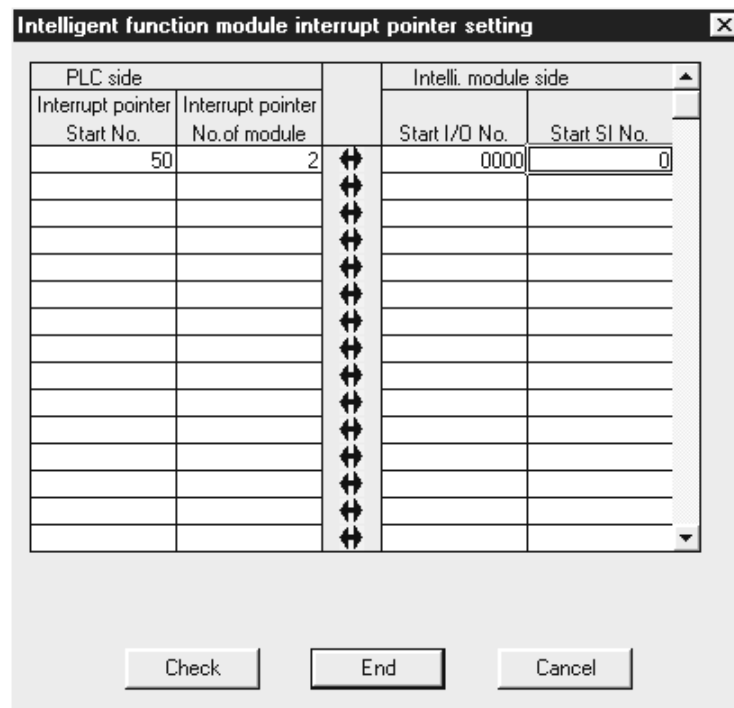 Intelligent function module interrupt pointer setting
PLC side Intelli. module side
Interrupt pointer Interrupt pointer
Start No. No.of module Start I/O No. Start SI No.
50 2 0000 0
Check End Cancel